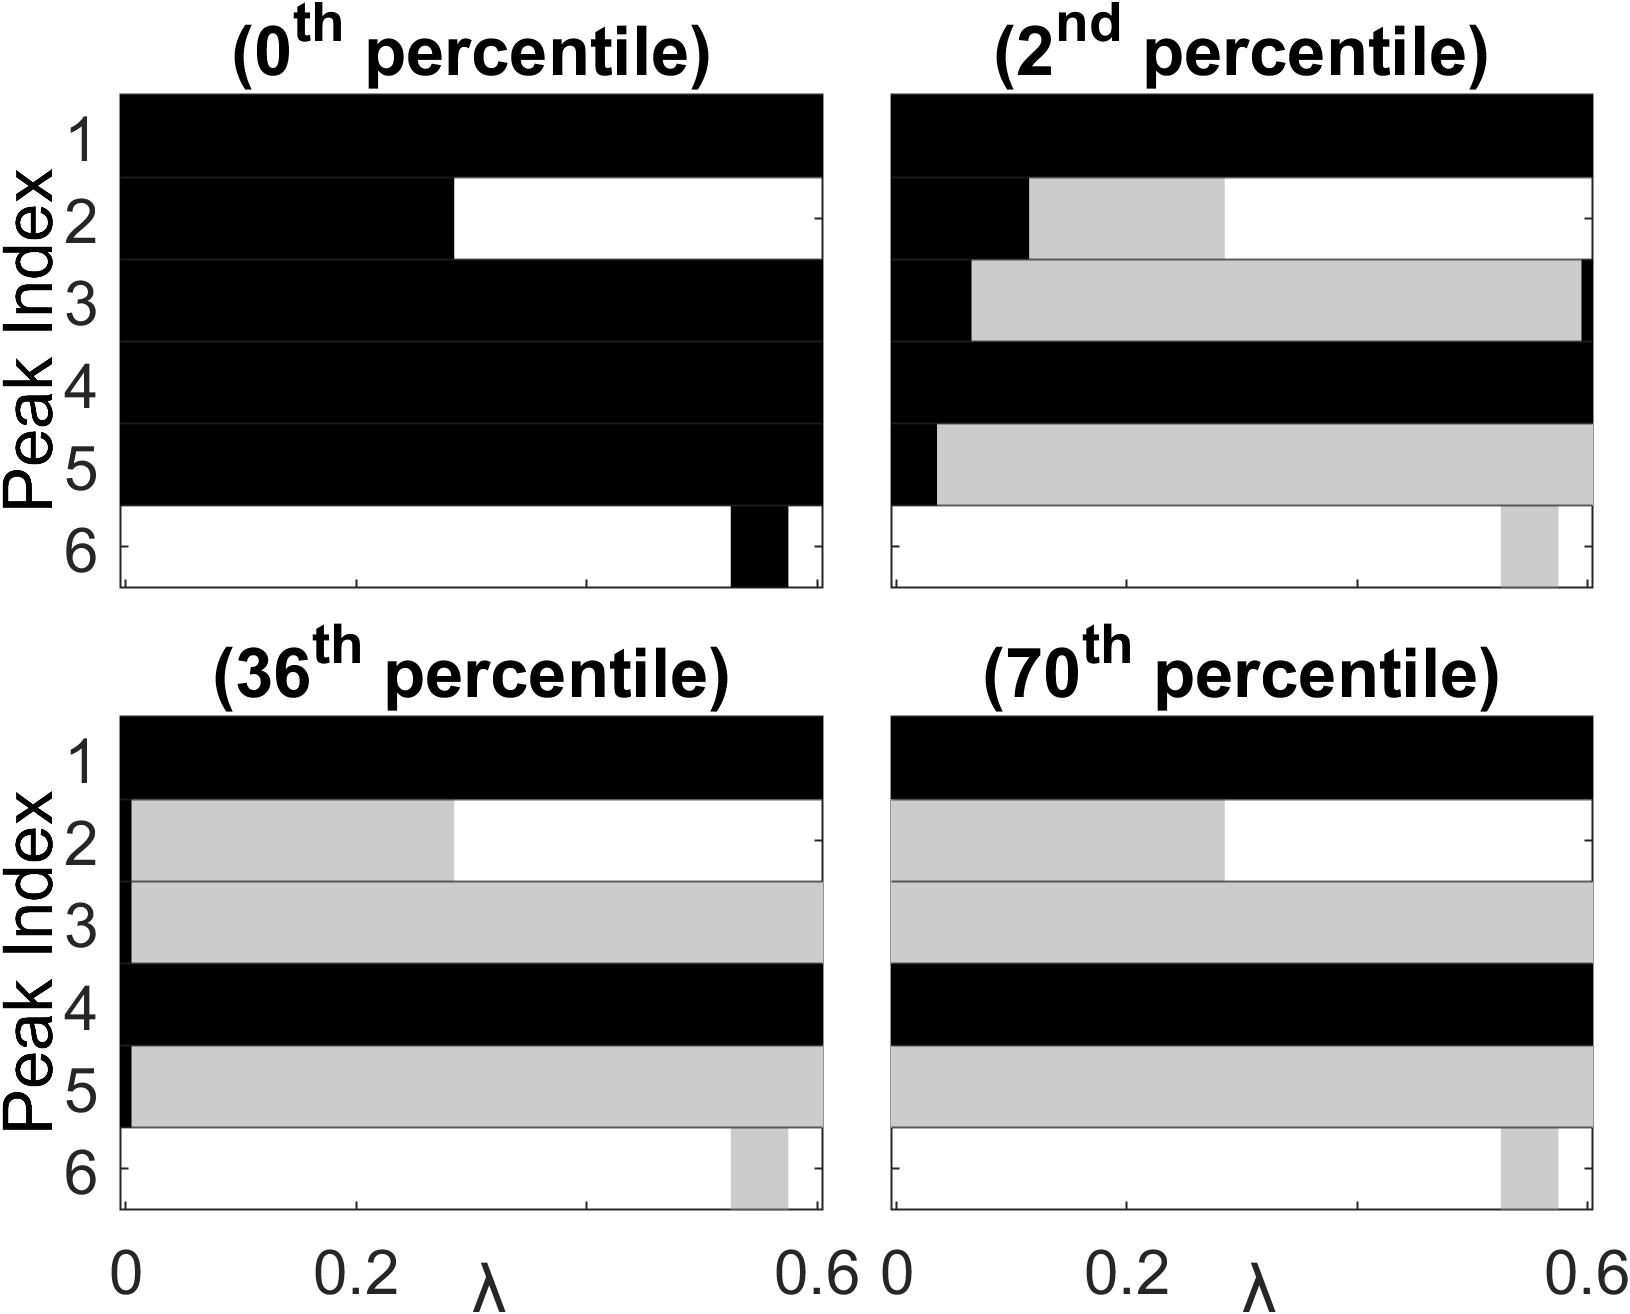 (0th percentile)
(2nd percentile)
Peak Index
1
2
3
4
5
6
(36th percentile)
(70th percentile)
Peak Index
1
2
3
4
5
6
0 0.2 0.6
λ
0 0.2 0.6
λ